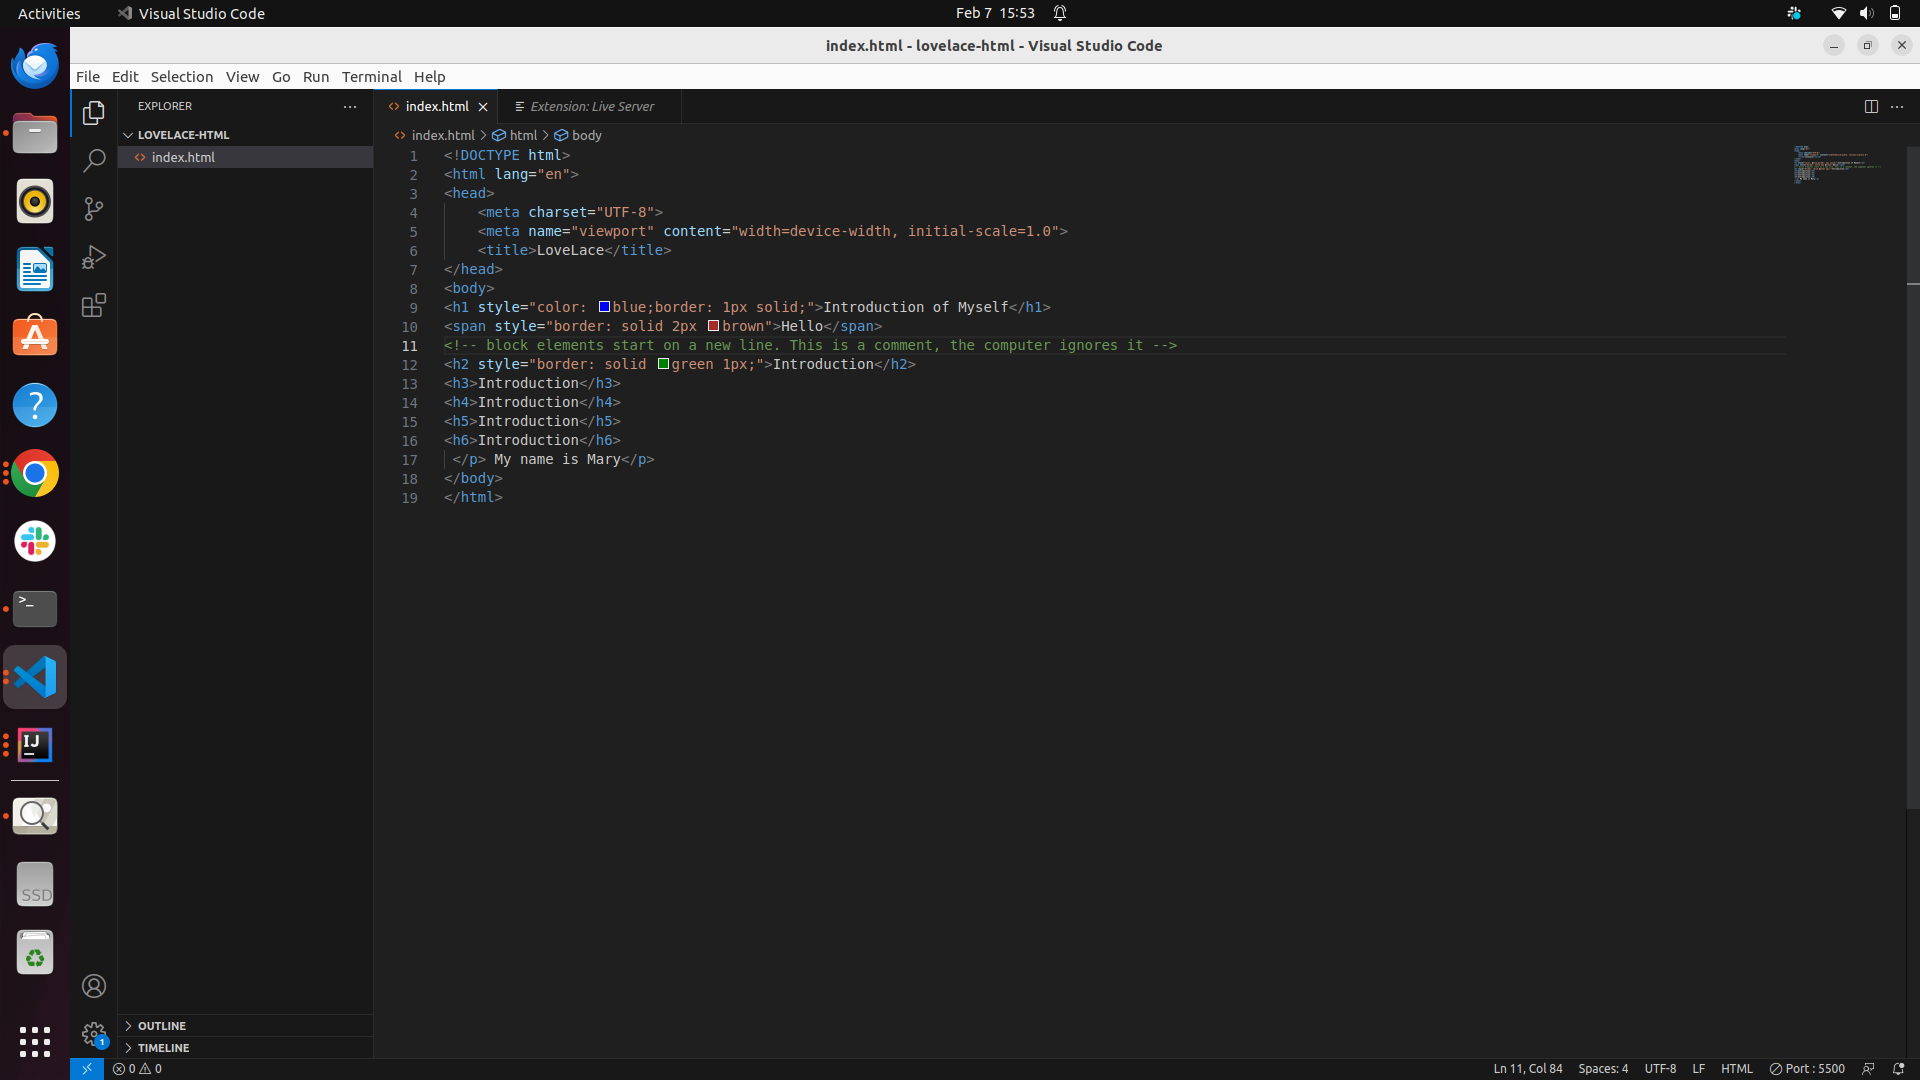 Activities
Visual Studio Code
Feb 7 15:53
index.html - lovelace-html - Visual Studio Code
File Edit Selection View Go Run Terminal Help
EXPLORER
index.html
Extension: Live Server
LOVELACE-HTML
index.html
index.html > html > body
1 <!DOCTYPE html>
2 <html lang="en">
3 <head>
4 <meta charset="UTF-8">
5 <meta name="viewport" content="width=device-width, initial-scale=1.0">
6 <title>LoveLace</title>
7 </head>
8 <body>
9 <h1 style="color: blue;border: 1px solid;">Introduction of Myself</h1>
10 <span style="border: solid 2px brown">Hello</span>
11 <!-- block elements start on a new line. This is a comment, the computer ignores it -->
12 <h2 style="border: solid green 1px;">Introduction</h2>
13 <h3>Introduction</h3>
14 <h4>Introduction</h4>
15 <h5>Introduction</h5>
16 <h6>Introduction</h6>
17 </p> My name is Mary</p>
18 </body>
19 </html>
>_
IJ
SSD
OUTLINE
1
TIMELINE
0 0
Ln 11, Col 84
Spaces: 4
UTF-8
LF
HTML
Port : 5500